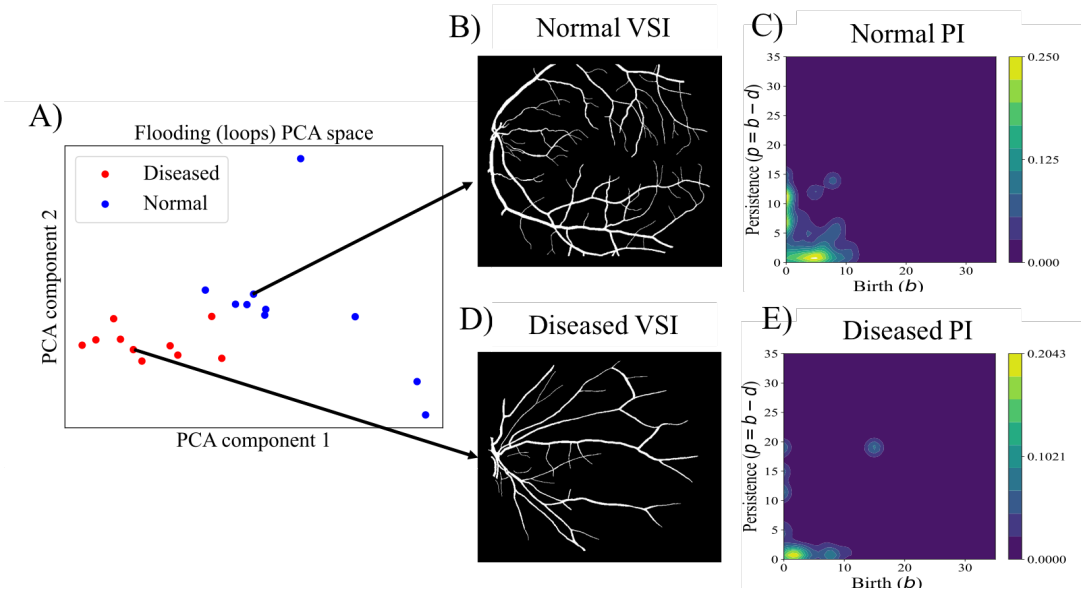 A)
Flooding (loops) PCA space
Diseased
Normal
PCA component 2
PCA component 1
B)
Normal VSI
C)
Normal PI
35
30
25
20
15
10
5
0
Persistence (p = b − d)
0
10
20
30
Birth (b)
0.250
0.125
0.000
D)
Diseased VSI
E)
Diseased PI
35
30
25
20
15
10
5
0
Persistence (p = b − d)
0
10
20
30
Birth (b)
0.2043
0.1021
0.0000